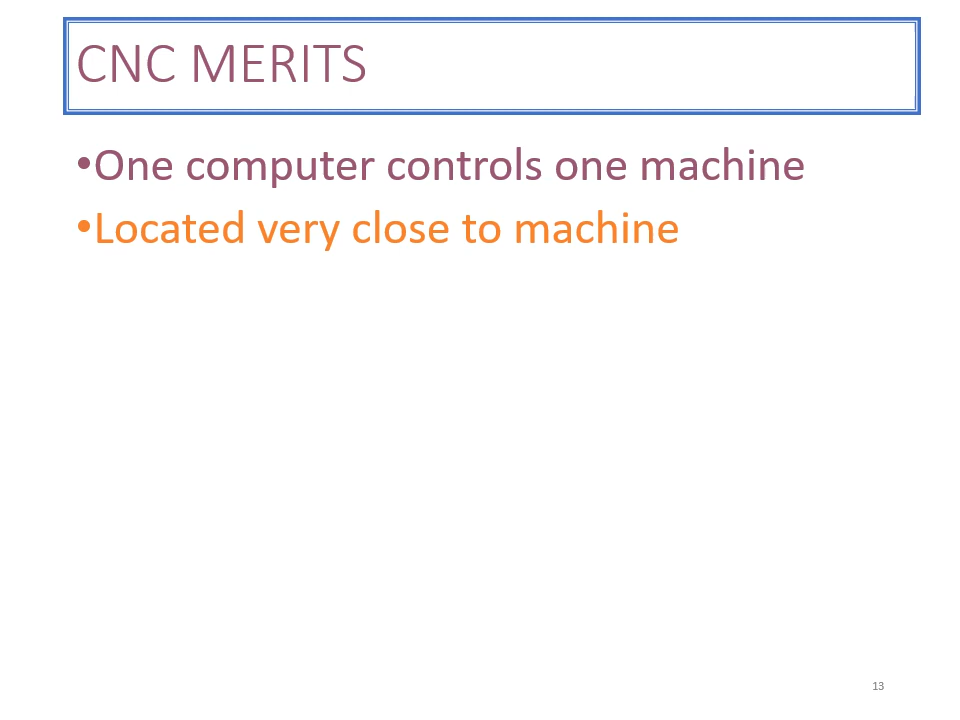 CNC MERITS
•One computer controls one machine
•Located very close to machine
13